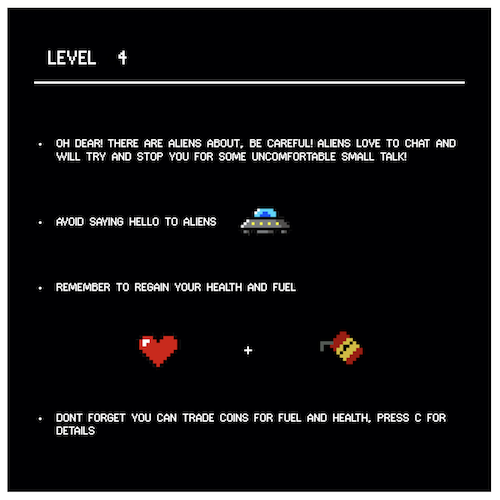 LEVEL 4
• OH DEAR! THERE ARE ALIENS ABOUT, BE CAREFUL! ALIENS LOVE TO CHAT AND
WILL TRY AND STOP YOU FOR SOME UNCOMFORTABLE SMALL TALK!
• AVOID SAYING HELLO TO ALIENS
• REMEMBER TO REGAIN YOUR HEALTH AND FUEL
+
• DONT FORGET YOU CAN TRADE COINS FOR FUEL AND HEALTH, PRESS C FOR
DETAILS